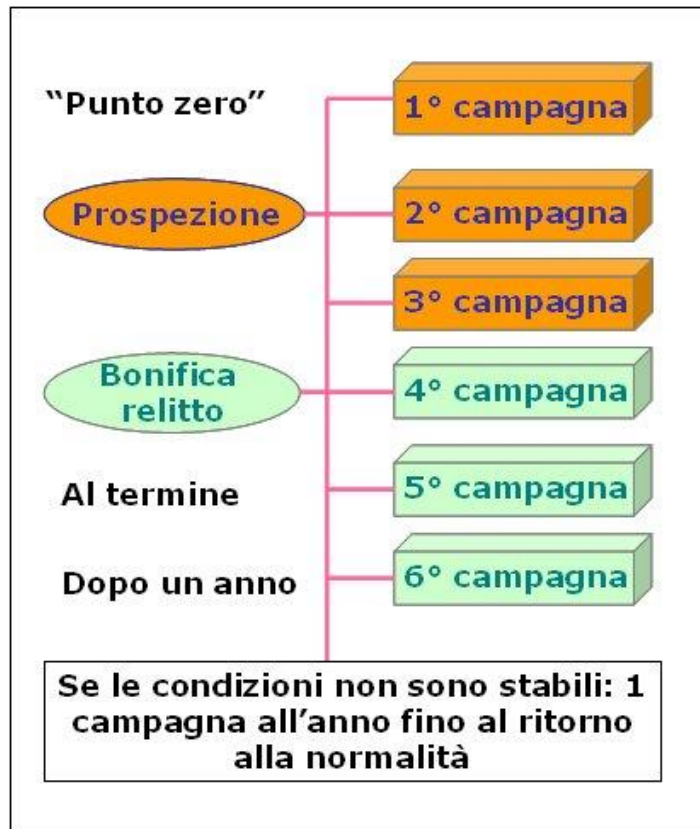 “Punto zero”
1° campagna
Prospezione
2° campagna
3° campagna
Bonifica
relitto
4° campagna
Al termine
5° campagna
Dopo un anno
6° campagna
Se le condizioni non sono stabili: 1
campagna all’anno fino al ritorno
alla normalità